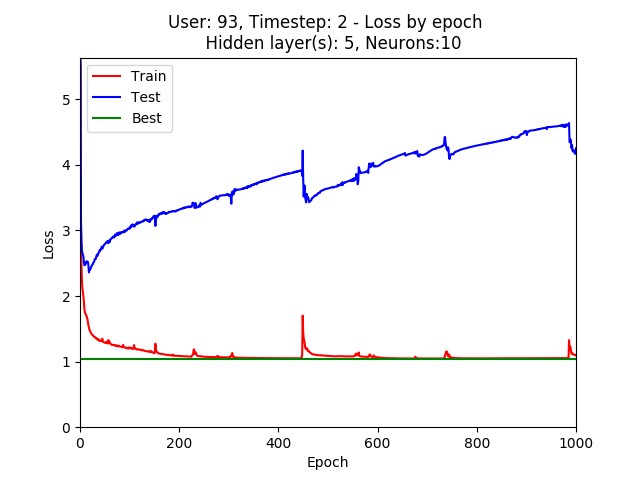 User: 93, Timestep: 2 - Loss by epoch
Hidden layer(s): 5, Neurons:10
Train
Test
Best
5
4
3
2
1
0
Loss
0 200 400 600 800 1000
Epoch